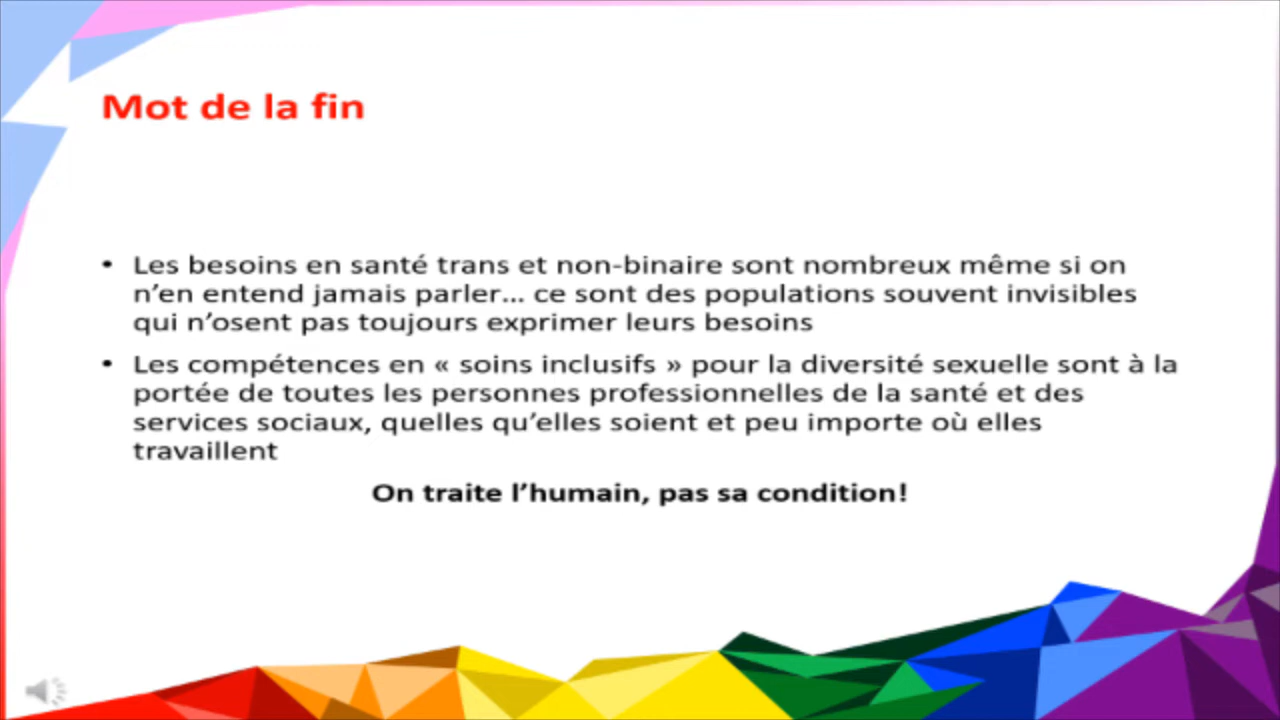 Mot de la fin
• Les besoins en santé trans et non-binaire sont nombreux même si on
n’en entend jamais parler... ce sont des populations souvent invisibles
qui n’osent pas toujours exprimer leurs besoins
• Les compétences en « soins inclusifs » pour la diversité sexuelle sont à la
portée de toutes les personnes professionnelles de la santé et des
services sociaux, quelles qu’elles soient et peu importe où elles
travaillent
On traite l’humain, pas sa condition!